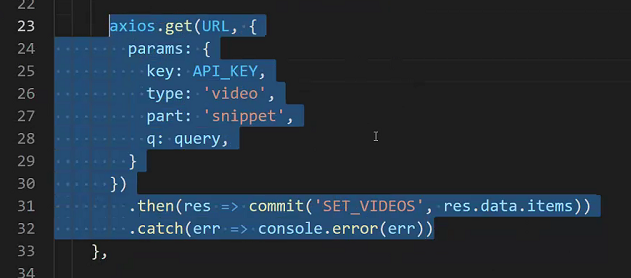 22
23 axios.get(URL, {
24 params: {
25 key: API_KEY,
26 type: 'video',
27 part: 'snippet',
28 q: query,
29 }
30 })
31 .then(res => commit('SET_VIDEOS', res.data.items))
32 .catch(err => console.error(err))
33 },
34